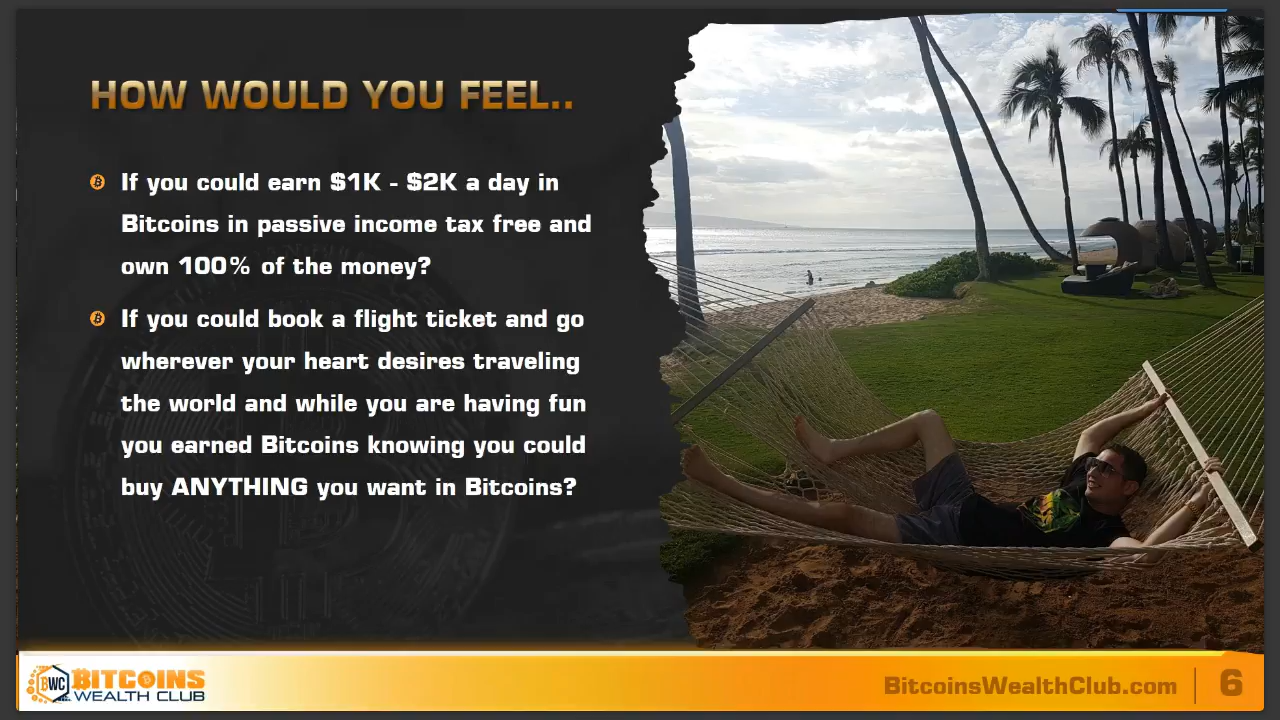 HOW WOULD YOU FEEL..
If you could earn $1K - $2K a day in
Bitcoins in passive income tax free and
own 100% of the money?
If you could book a flight ticket and go
wherever your heart desires traveling
the world and while you are having fun
you earned Bitcoins knowing you could
buy ANYTHING you want in Bitcoins?
BWC
BITCOINS
WEALTH CLUB
BitcoinsWealthClub.com
6